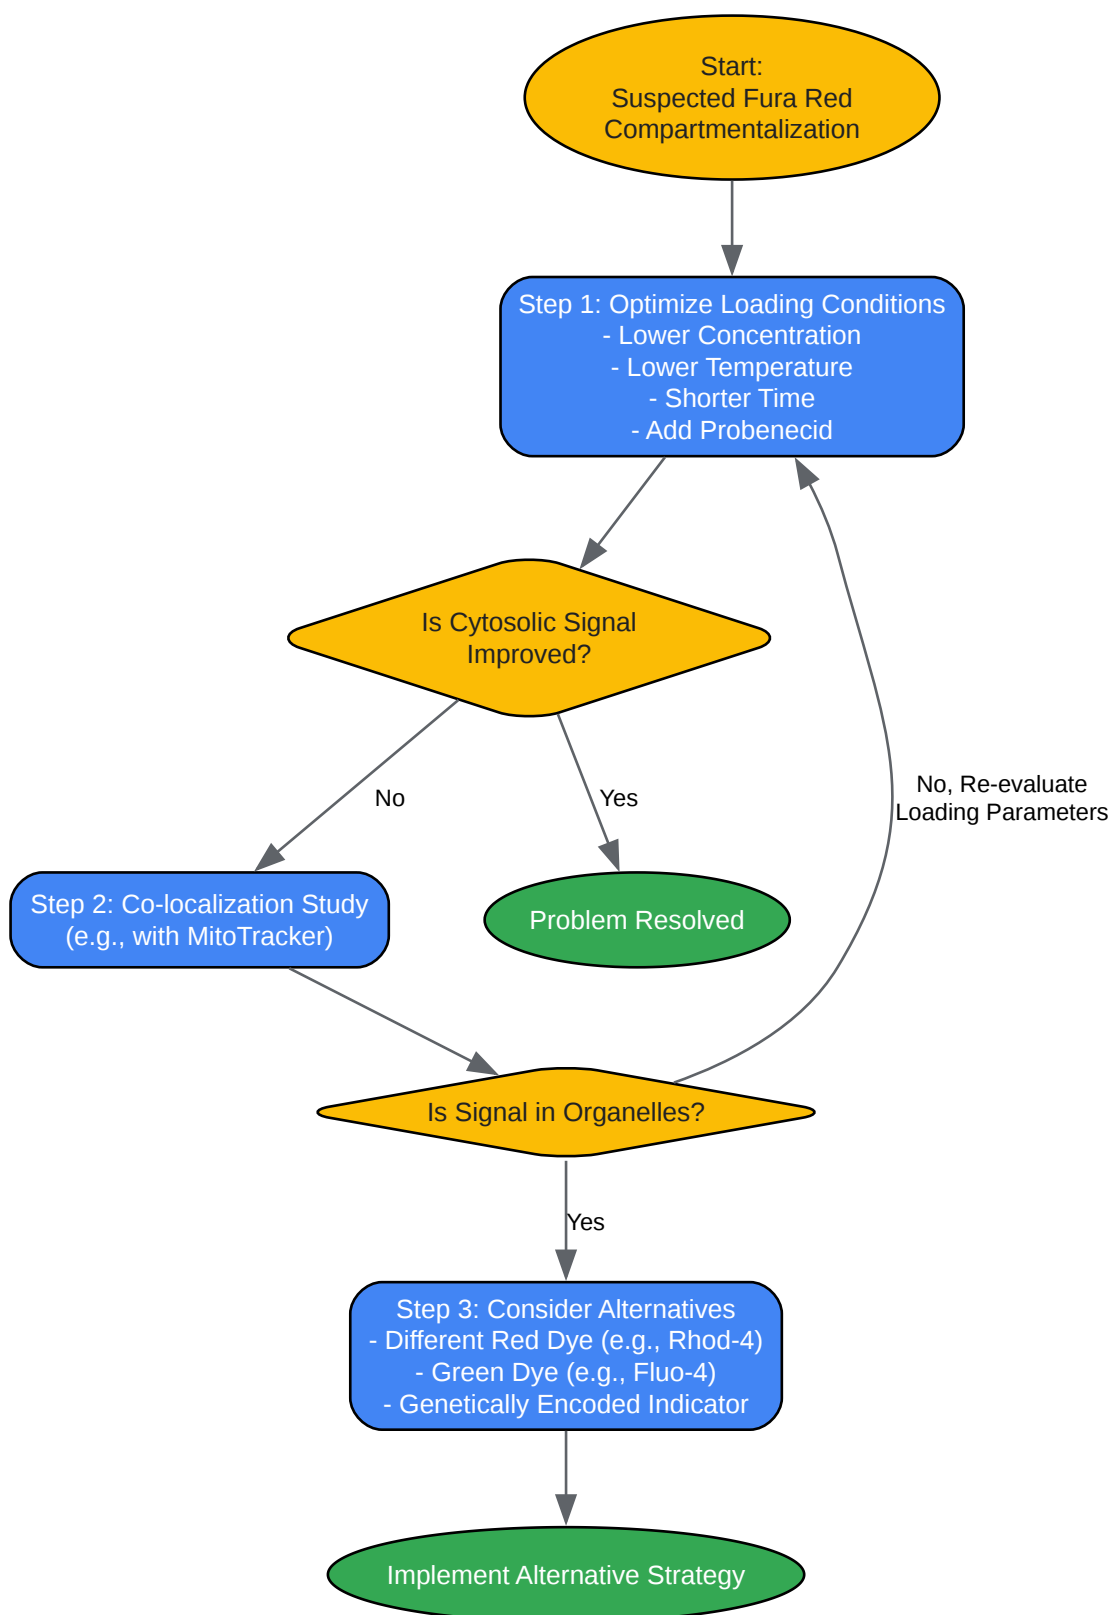 Start:
Suspected Fura Red
Compartmentalization
Step 1: Optimize Loading Conditions
- Lower Concentration
- Lower Temperature
- Shorter Time
- Add Probenecid
Is Cytosolic Signal
Improved?
No
Yes
No, Re-evaluate
Loading Parameters
Step 2: Co-localization Study
(e.g., with MitoTracker)
Problem Resolved
Is Signal in Organelles?
Yes
Step 3: Consider Alternatives
- Different Red Dye (e.g., Rhod-4)
- Green Dye (e.g., Fluo-4)
- Genetically Encoded Indicator
Implement Alternative Strategy